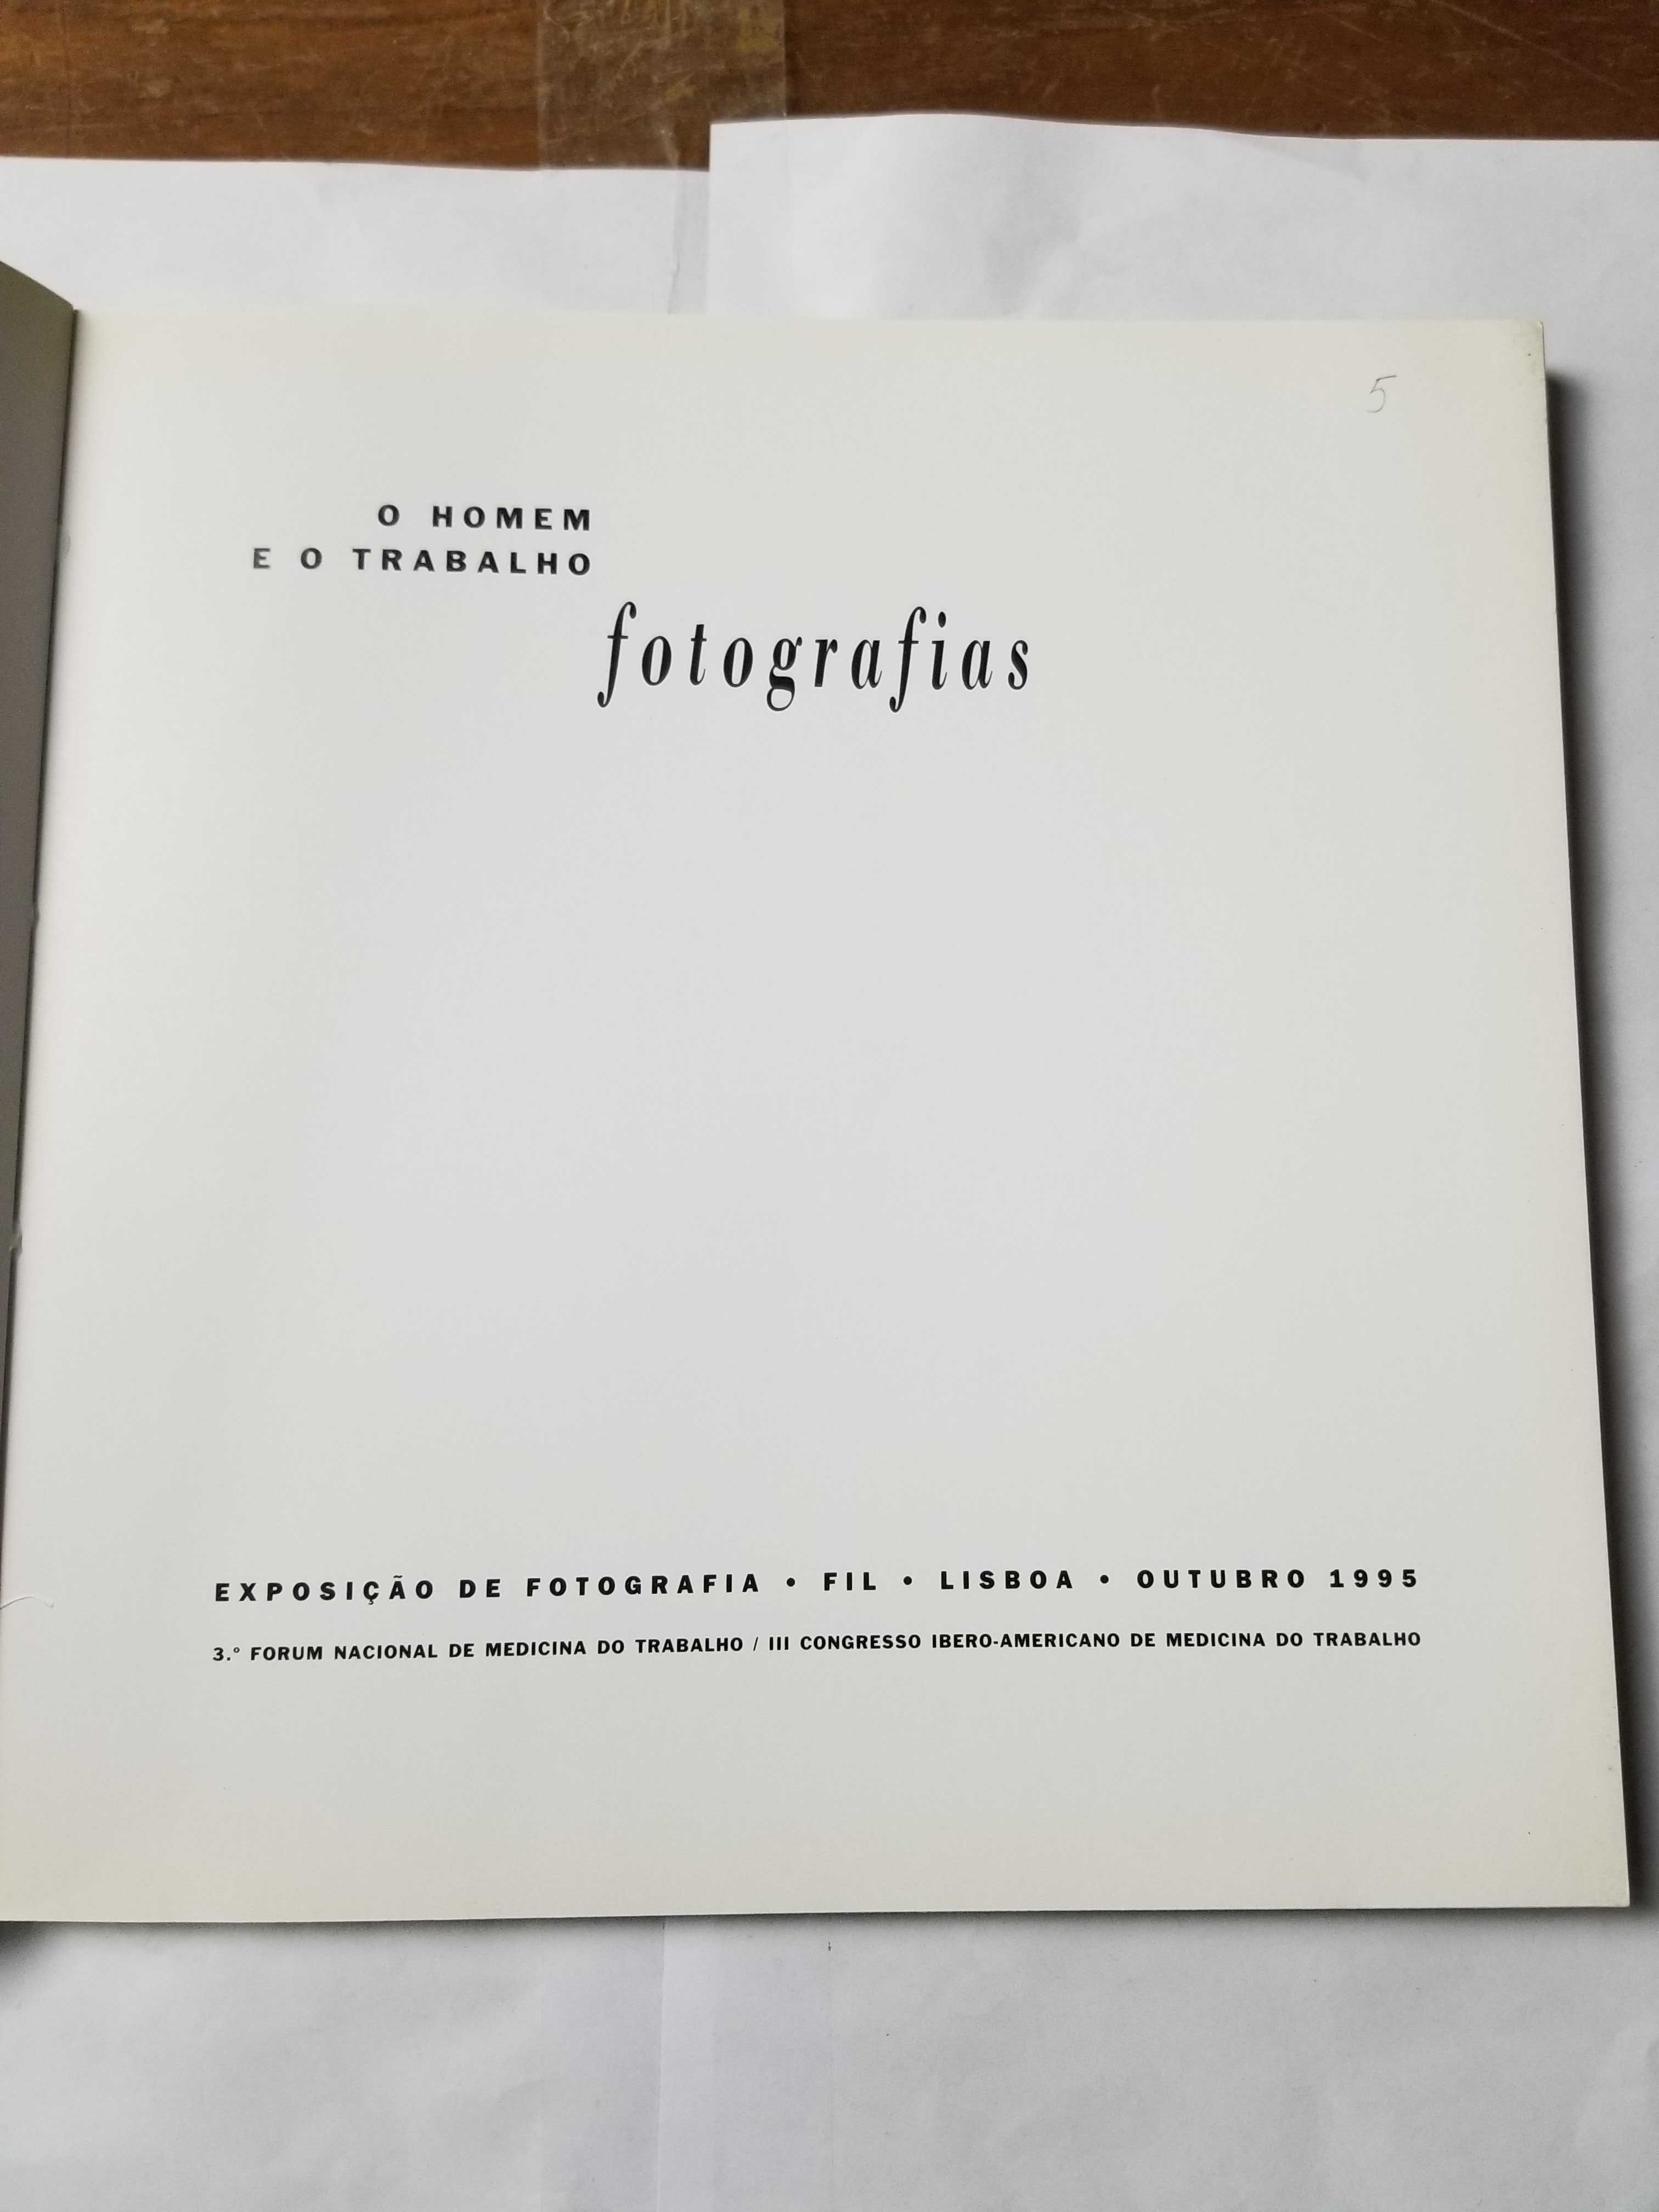 5
O HOMEM
E O TRABALHO
fotografias
EXPOSIÇÃO DE FOTOGRAFIA • FIL • LISBOA • OUTUBRO 1995
3.º FORUM NACIONAL DE MEDICINA DO TRABALHO / III CONGRESSO IBERO-AMERICANO DE MEDICINA DO TRABALHO